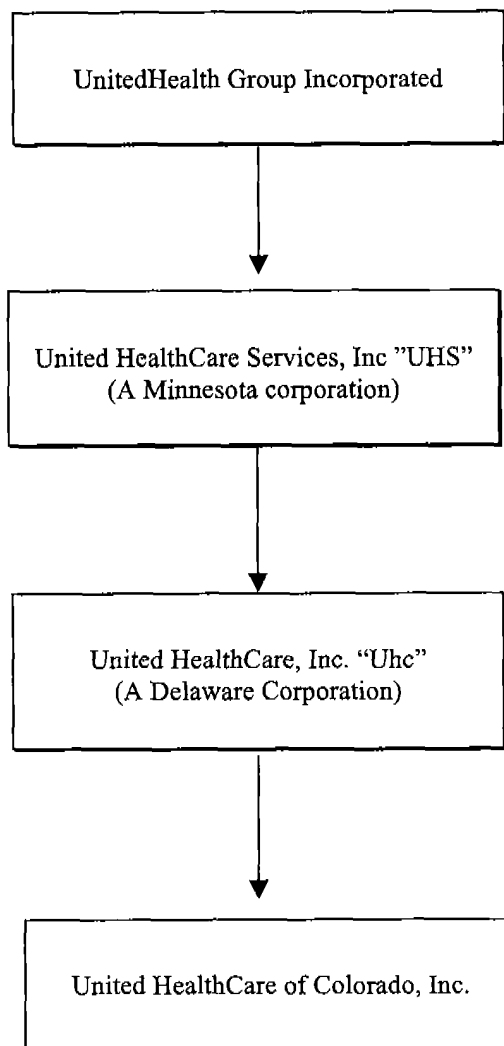 UnitedHealth Group Incorporated
United HealthCare Services, Inc ”UHS”
(A Minnesota corporation)
United HealthCare, Inc. “Uhc”
(A Delaware Corporation)
United HealthCare of Colorado, Inc.